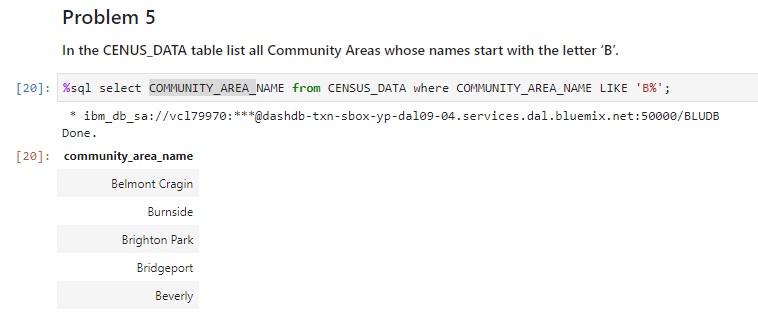 Problem 5
In the CENUS_DATA table list all Community Areas whose names start with the letter ‘B’.
[20]: %sql select COMMUNITY_AREA_NAME from CENSUS_DATA where COMMUNITY_AREA_NAME LIKE 'B%';
* ibm_db_sa://vcl79970:***@dashdb-txn-sbox-yp-dal09-04.services.dal.bluemix.net:50000/BLUDB
Done.
[20]: community_area_name
Belmont Cragin
Burnside
Brighton Park
Bridgeport
Beverly